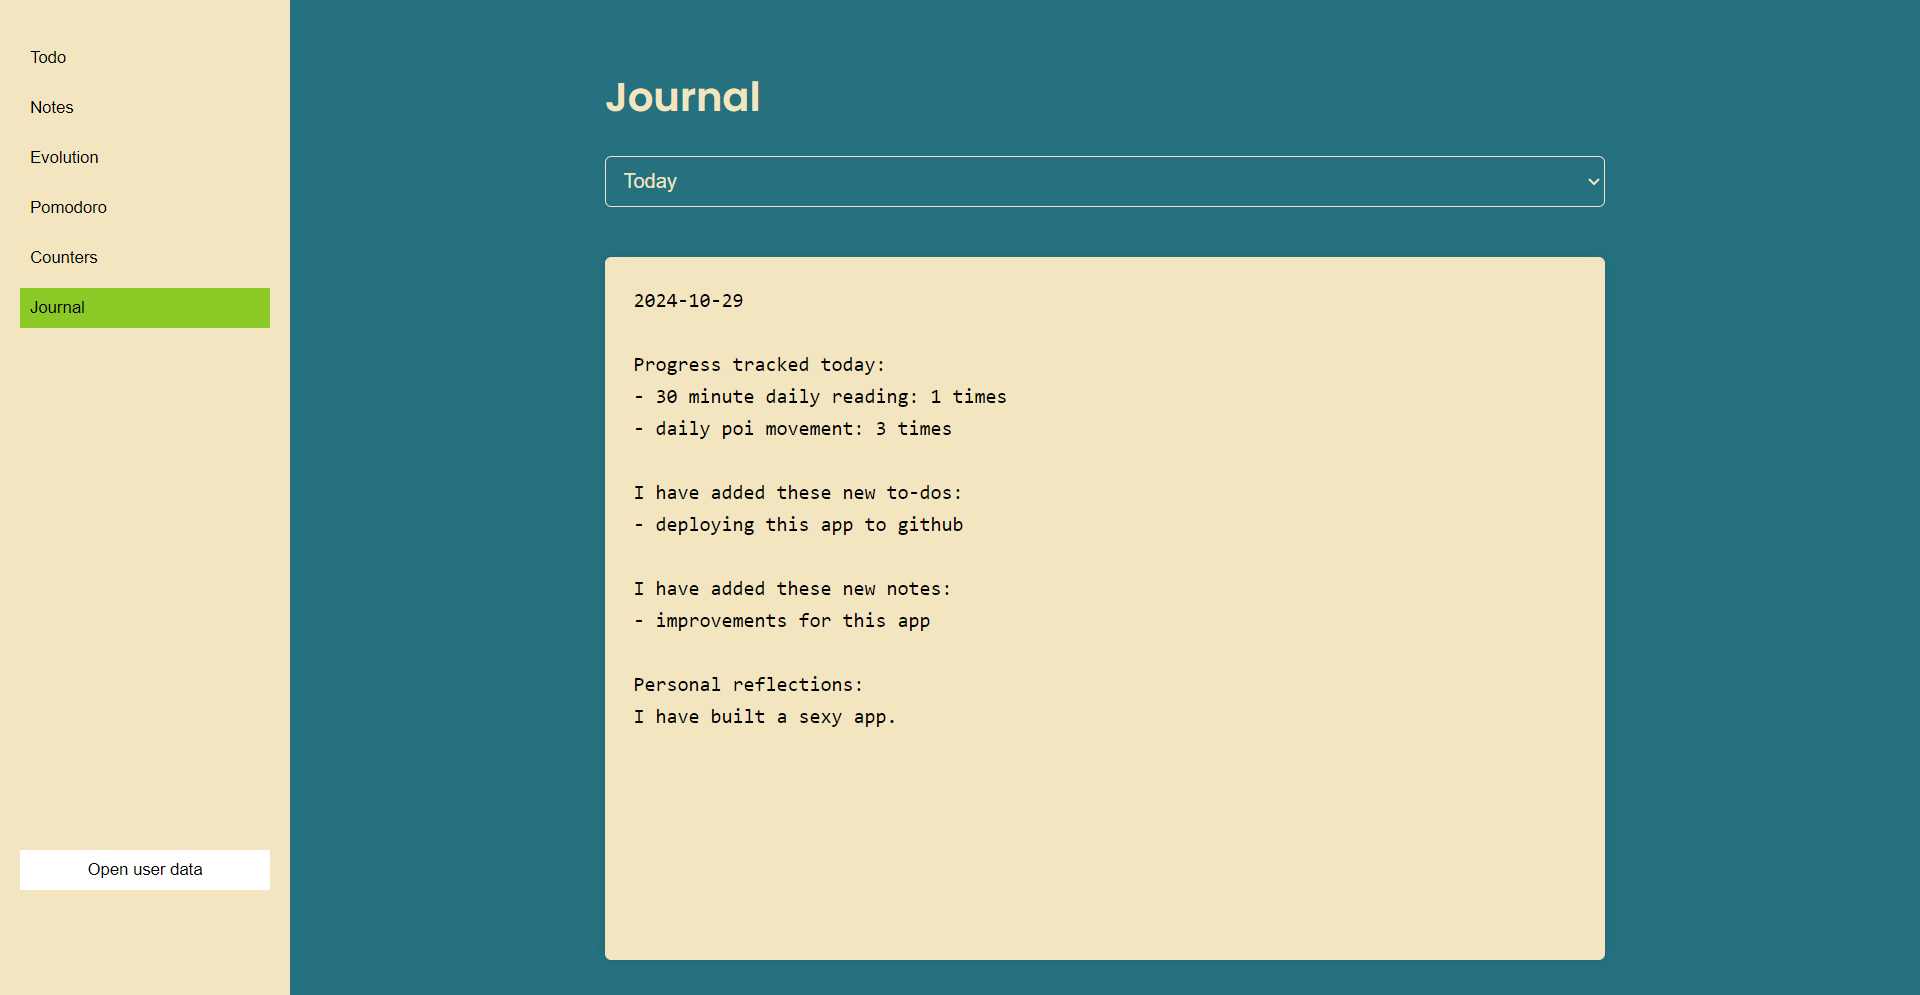 Todo
Notes
Evolution
Pomodoro
Counters
Journal
Open user data
Journal
Today
2024-10-29
Progress tracked today:
- 30 minute daily reading: 1 times
- daily poi movement: 3 times
I have added these new to-dos:
- deploying this app to github
I have added these new notes:
- improvements for this app
Personal reflections:
I have built a sexy app.